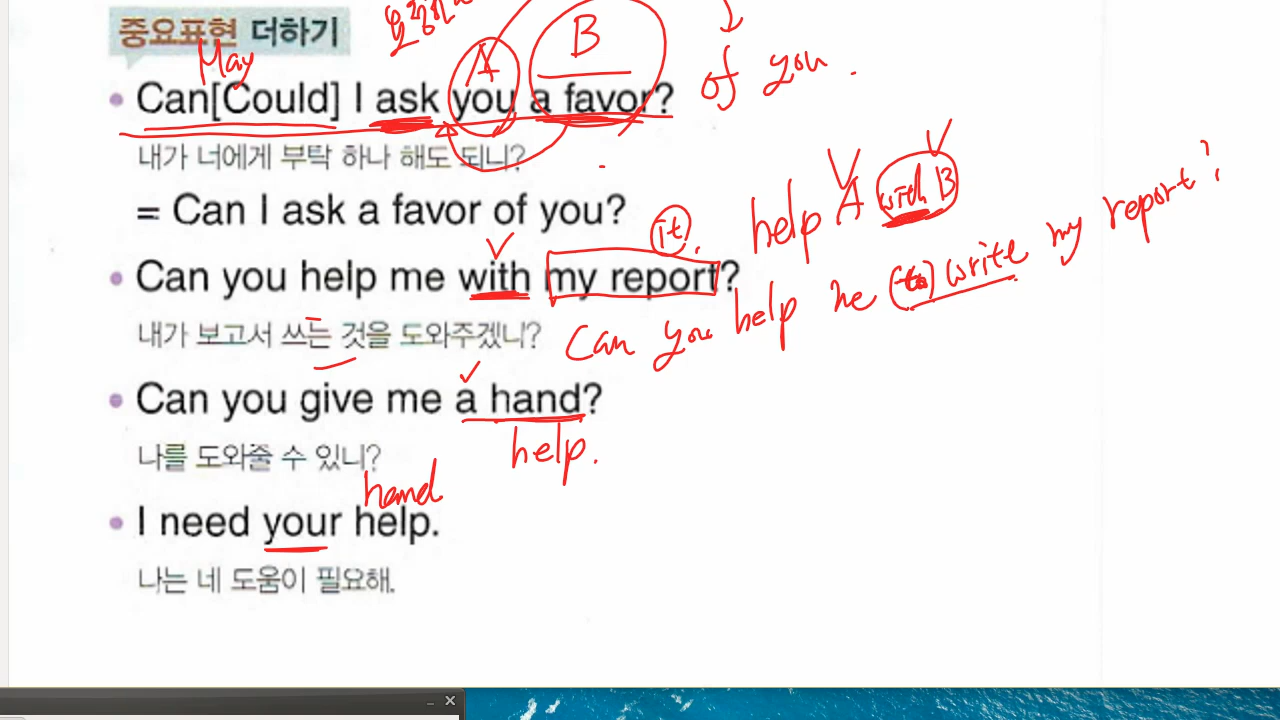 중요표현 더하기
May
A
B
of you.
Can[Could] I ask you a favor?
내가 너에게 부탁 하나 해도 되니?
= Can I ask a favor of you?
help A with B
it.
Can you help me with my report?
Can you help me (to) write my report?
내가 보고서 쓰는 것을 도와주겠니?
Can you give me a hand?
help.
나를 도와줄 수 있니?
hand
I need your help.
나는 네 도움이 필요해.